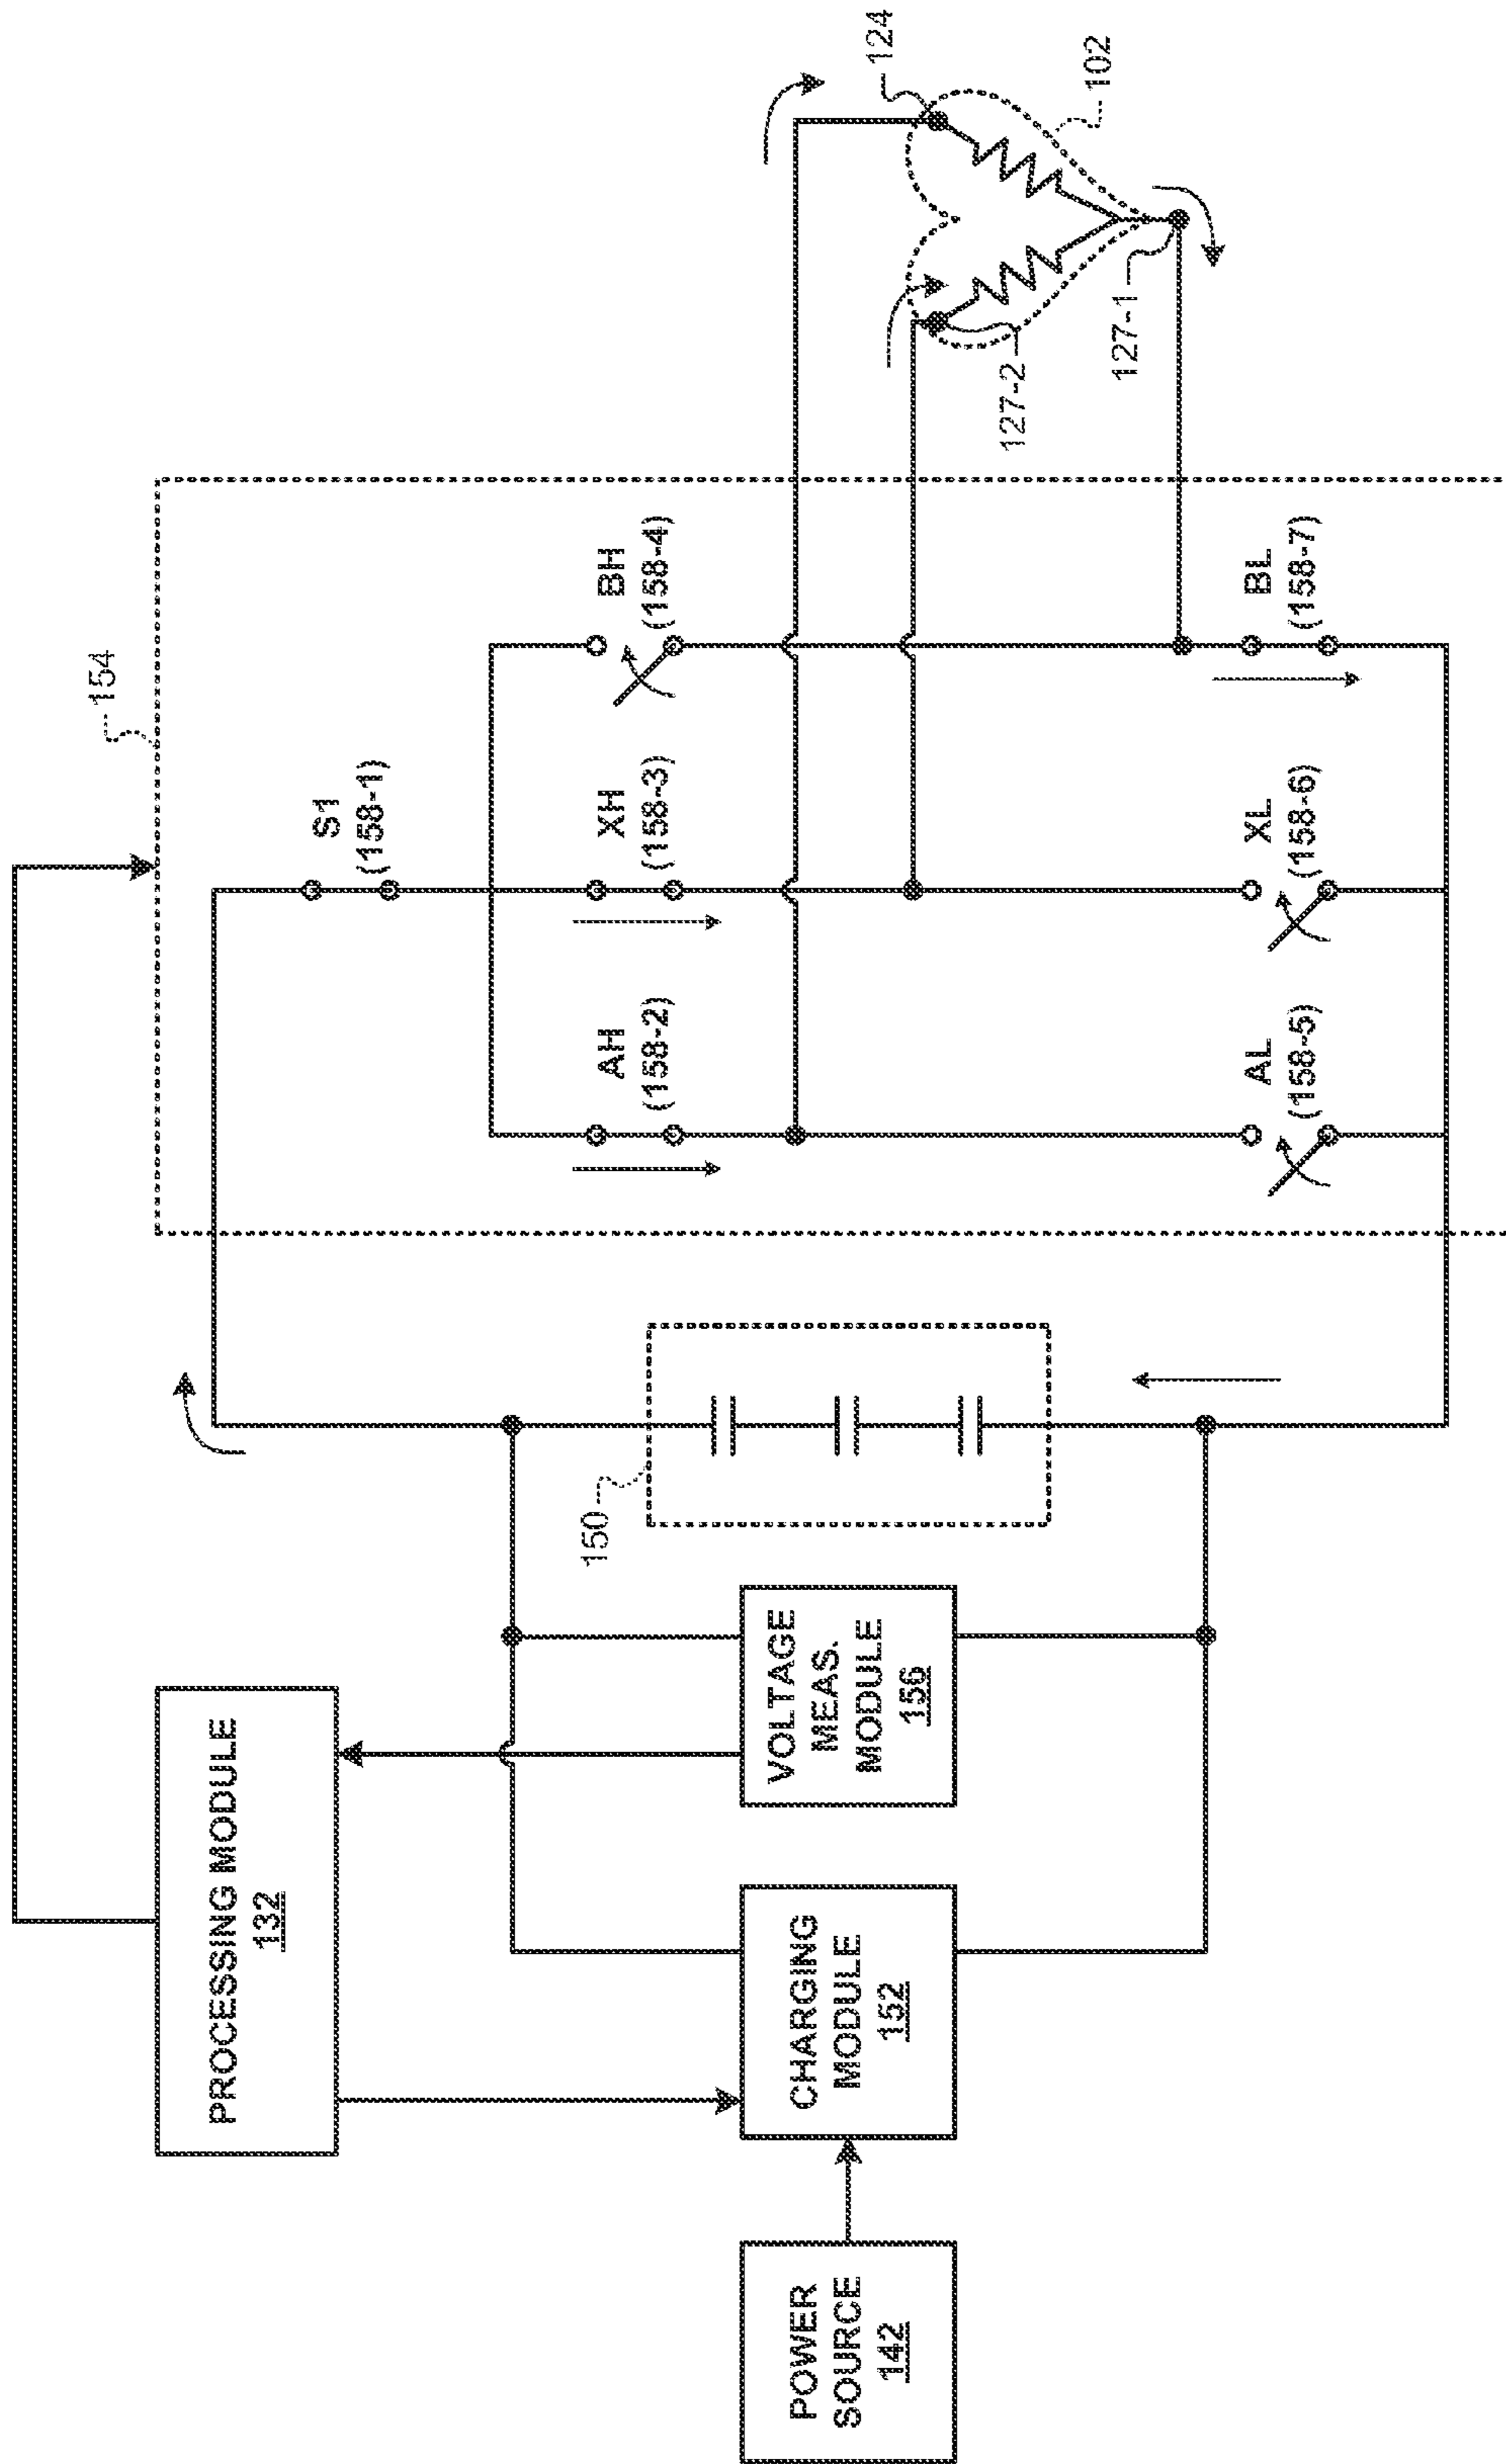 154
S1
(158-1)
AH
(158-2)
XH
(158-3)
BH
(158-4)
AL
(158-5)
XL
(158-6)
BL
(158-7)
124
102
127-2
127-1
150
PROCESSING MODULE
132
VOLTAGE
MEAS.
MODULE
156
CHARGING
MODULE
152
POWER
SOURCE
142